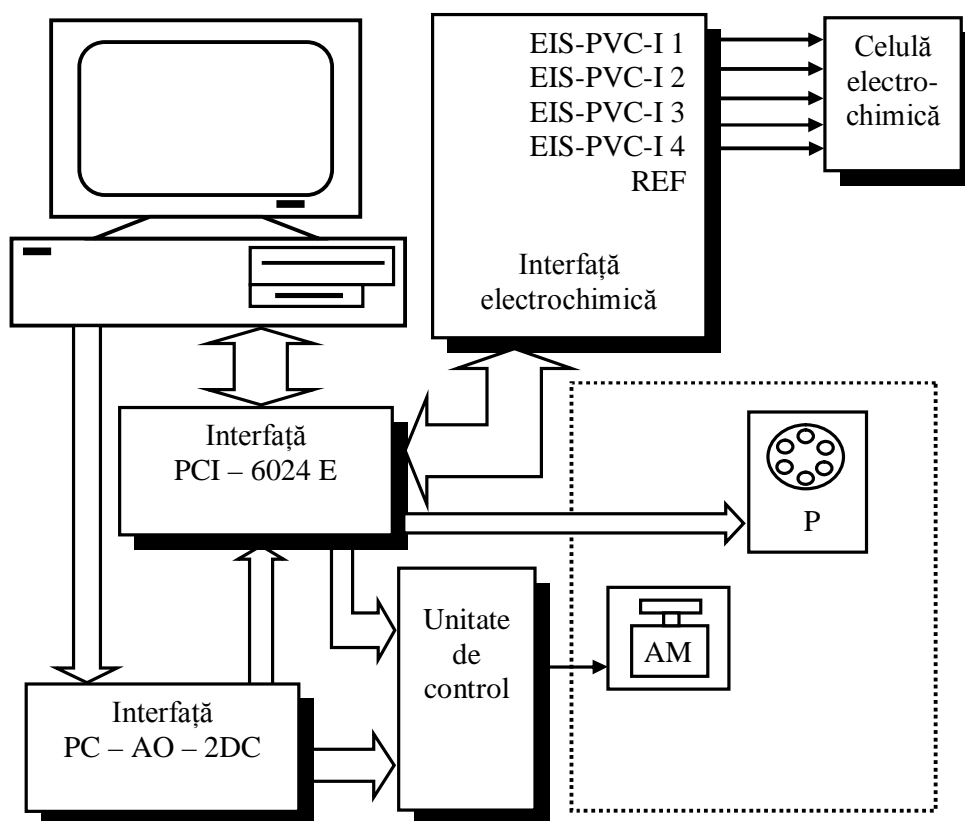 EIS-PVC-I 1
EIS-PVC-I 2
EIS-PVC-I 3
EIS-PVC-I 4
REF
Interfață
electrochimică
Celulă
electro-
chimică
Interfață
PCI – 6024 E
P
Unitate
de
control
AM
Interfață
PC – AO – 2DC